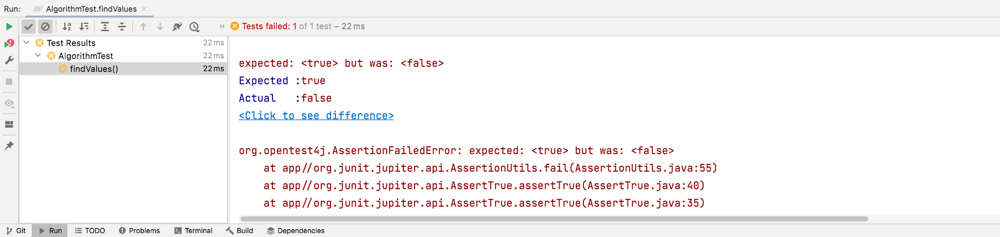 Run: AlgorithmTest.findValues
Tests failed: 1 of 1 test – 22 ms
Test Results 22 ms
AlgorithmTest 22 ms
findValues() 22 ms
expected: <true> but was: <false>
Expected :true
Actual   :false
<Click to see difference>
org.opentest4j.AssertionFailedError: expected: <true> but was: <false>
at app//org.junit.jupiter.api.AssertionUtils.fail(AssertionUtils.java:55)
at app//org.junit.jupiter.api.AssertTrue.assertTrue(AssertTrue.java:40)
at app//org.junit.jupiter.api.AssertTrue.assertTrue(AssertTrue.java:35)
Git Run TODO Problems Terminal Build Dependencies